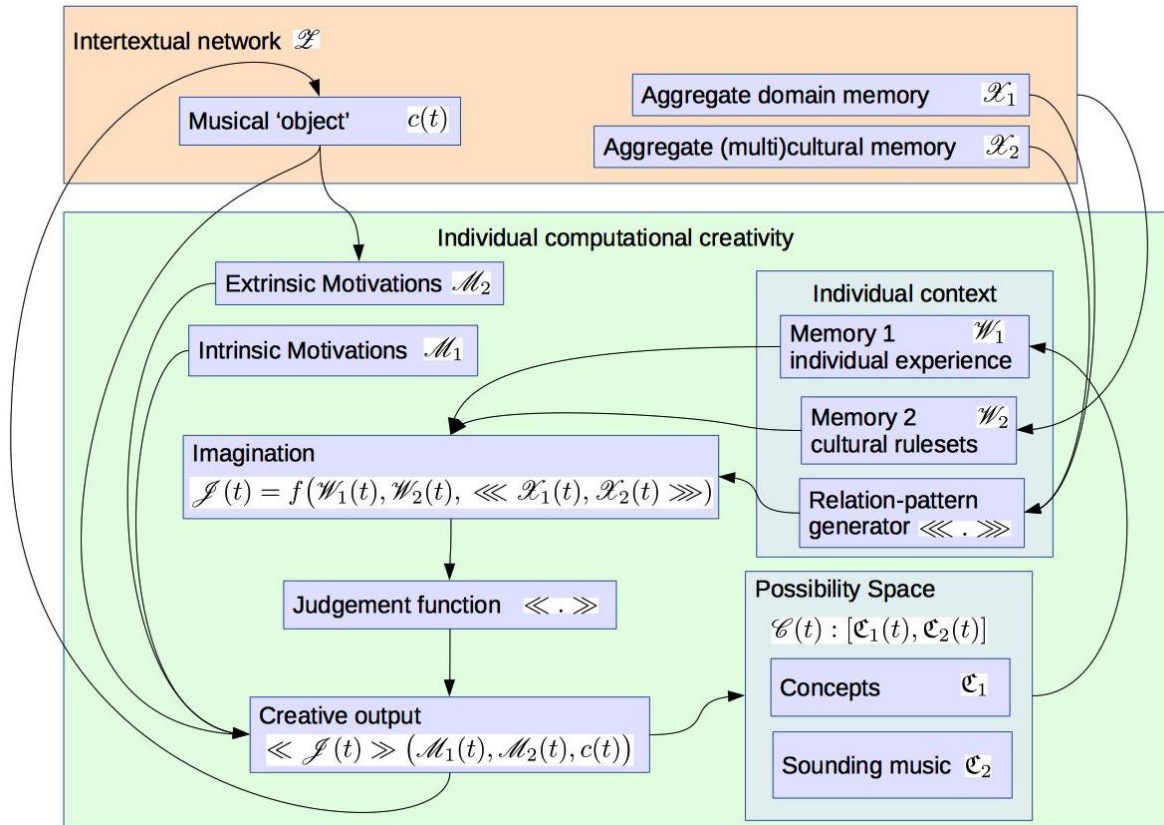 Intertextual network 𝒵
Musical ‘object’ c(t)
Aggregate domain memory 𝒳₁
Aggregate (multi)cultural memory 𝒳₂
Individual computational creativity
Extrinsic Motivations ℳ₂
Intrinsic Motivations ℳ₁
Individual context
Memory 1 𝒲₁
individual experience
Memory 2 𝒲₂
cultural rulesets
Relation-pattern
generator ⋘ . ⋙
Imagination
𝒥(t) = f(𝒲₁(t), 𝒲₂(t), ⋘ 𝒳₁(t), 𝒳₂(t) ⋙)
Judgement function ≪ . ≫
Creative output
≪ 𝒥(t) ≫ (ℳ₁(t), ℳ₂(t), c(t))
Possibility Space
𝒞(t) : [ℭ₁(t), ℭ₂(t)]
Concepts ℭ₁
Sounding music ℭ₂